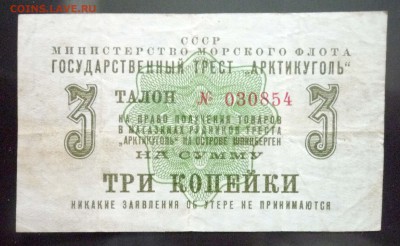 COINS.LAVE.RU
СССР
МИНИСТЕРСТВО МОРСКОГО ФЛОТА
ГОСУДАРСТВЕННЫЙ ТРЕСТ „АРКТИКУГОЛЬ"
3 ТАЛОН № 030854 3
НА ПРАВО ПОЛУЧЕНИЯ ТОВАРОВ
В МАГАЗИНАХ РУДНИКОВ ТРЕСТА
„АРКТИКУГОЛЬ" НА ОСТРОВЕ ШПИЦБЕРГЕН
НА СУММУ
ТРИ КОПЕЙКИ
НИКАКИЕ ЗАЯВЛЕНИЯ ОБ УТЕРЕ НЕ ПРИНИМАЮТСЯ